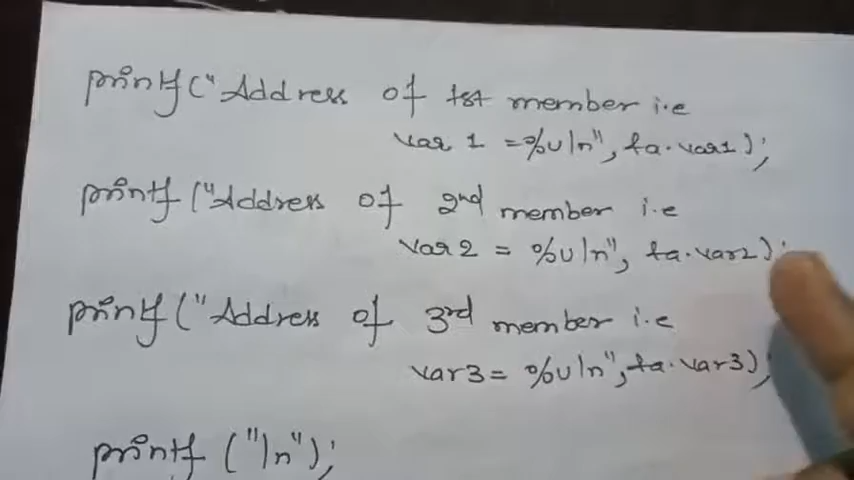 printf("Address of 1st member i.e
var 1 =%u\n", &a.var1);
printf ("Address of 2nd member i.e
var2 = %u\n", &a.var2);
printf("Address of 3rd member i.e
var3= %u\n", &a.var3);
printf ("\n");